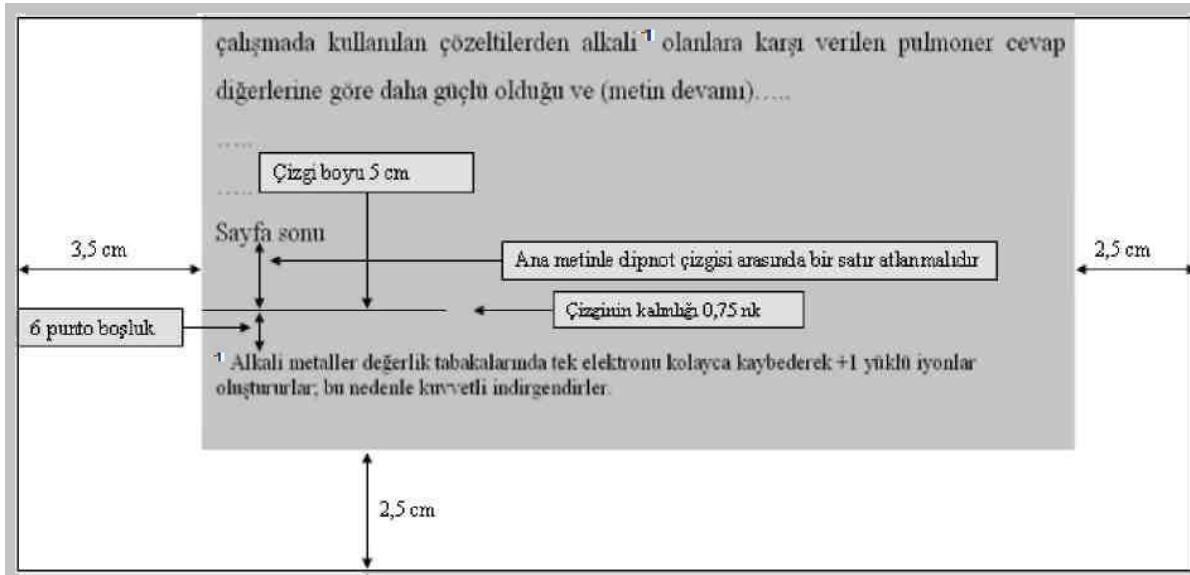 çalışmada kullanılan çözeltilerden alkali¹ olanlara karşı verilen pulmoner cevap
diğerlerine göre daha güçlü olduğu ve (metin devamı)…..
…..
Çizgi boyu 5 cm
…..
Sayfa sonu
3,5 cm
Ana metinle dipnot çizgisi arasında bir satır atlanmalıdır
2,5 cm
Çizginin kalınlığı 0,75 nk
6 punto boşluk
¹ Alkali metaller değerlik tabakalarında tek elektronu kolayca kaybederek +1 yüklü iyonlar
oluştururlar; bu nedenle kuvvetli indirgendirler.
2,5 cm